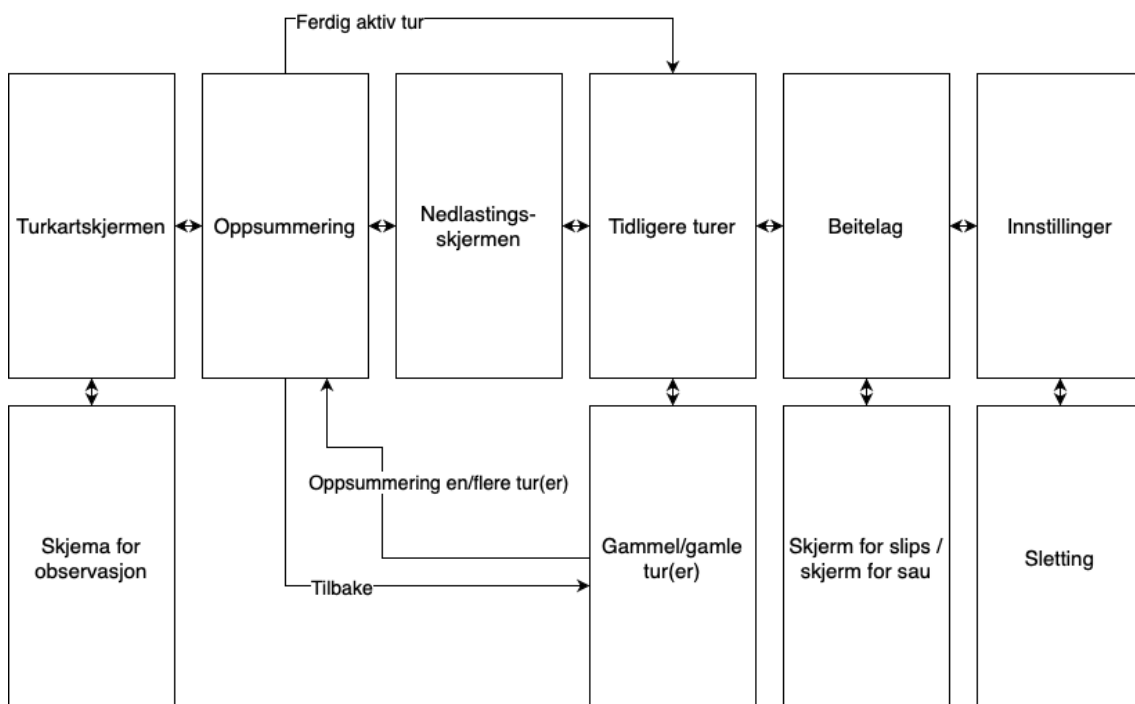 Ferdig aktiv tur
Turkartskjermen
Oppsummering
Nedlastings-
skjermen
Tidligere turer
Beitelag
Innstillinger
Oppsummering en/flere tur(er)
Skjema for
observasjon
Gammel/gamle
tur(er)
Skjerm for slips /
skjerm for sau
Sletting
Tilbake